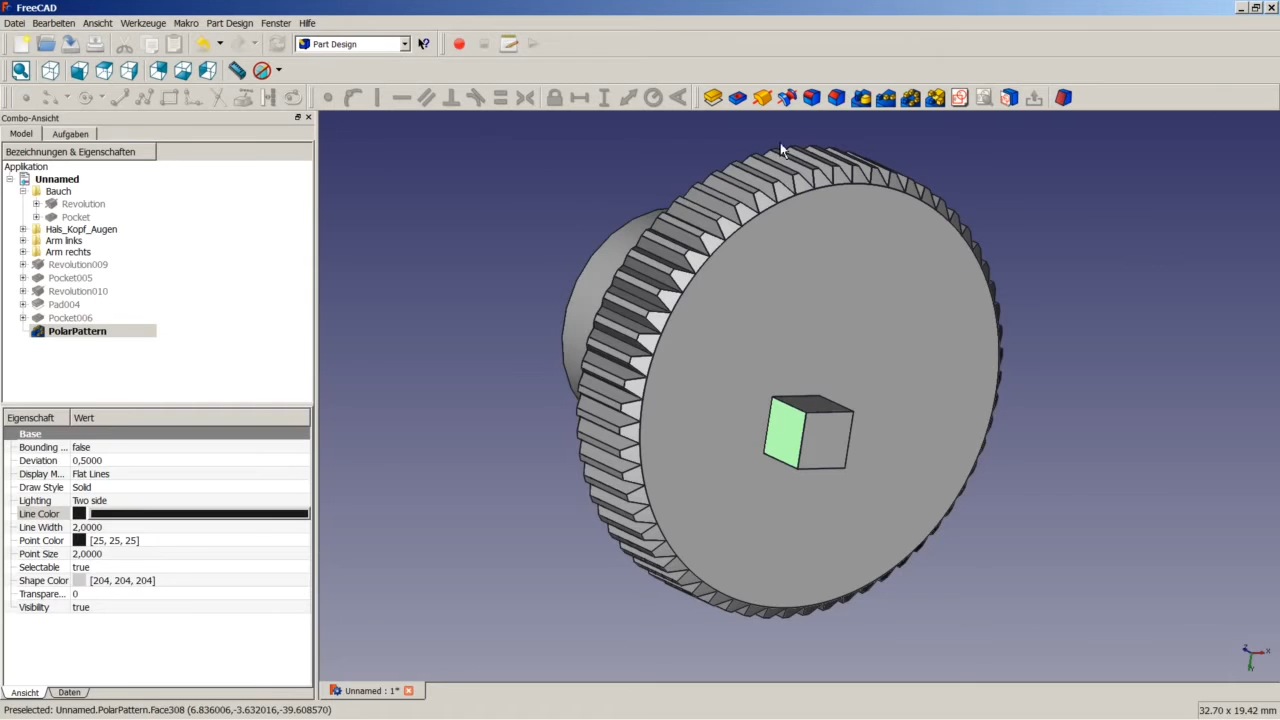 FreeCAD
Datei Bearbeiten Ansicht Werkzeuge Makro Part Design Fenster Hilfe
Part Design
Combo-Ansicht
Model Aufgaben
Bezeichnungen & Eigenschaften
Applikation
Unnamed
Bauch
Revolution
Pocket
Hals_Kopf_Augen
Arm links
Arm rechts
Revolution009
Pocket005
Revolution010
Pad004
Pocket006
PolarPattern
Eigenschaft Wert
Base
Bounding ... false
Deviation 0,5000
Display M... Flat Lines
Draw Style Solid
Lighting Two side
Line Color
Line Width 2,0000
Point Color [25, 25, 25]
Point Size 2,0000
Selectable true
Shape Color [204, 204, 204]
Transpare... 0
Visibility true
Ansicht Daten
Unnamed : 1*
Preselected: Unnamed.PolarPattern.Face308 (6.836006,-3.632016,-39.608570)
32.70 x 19.42 mm